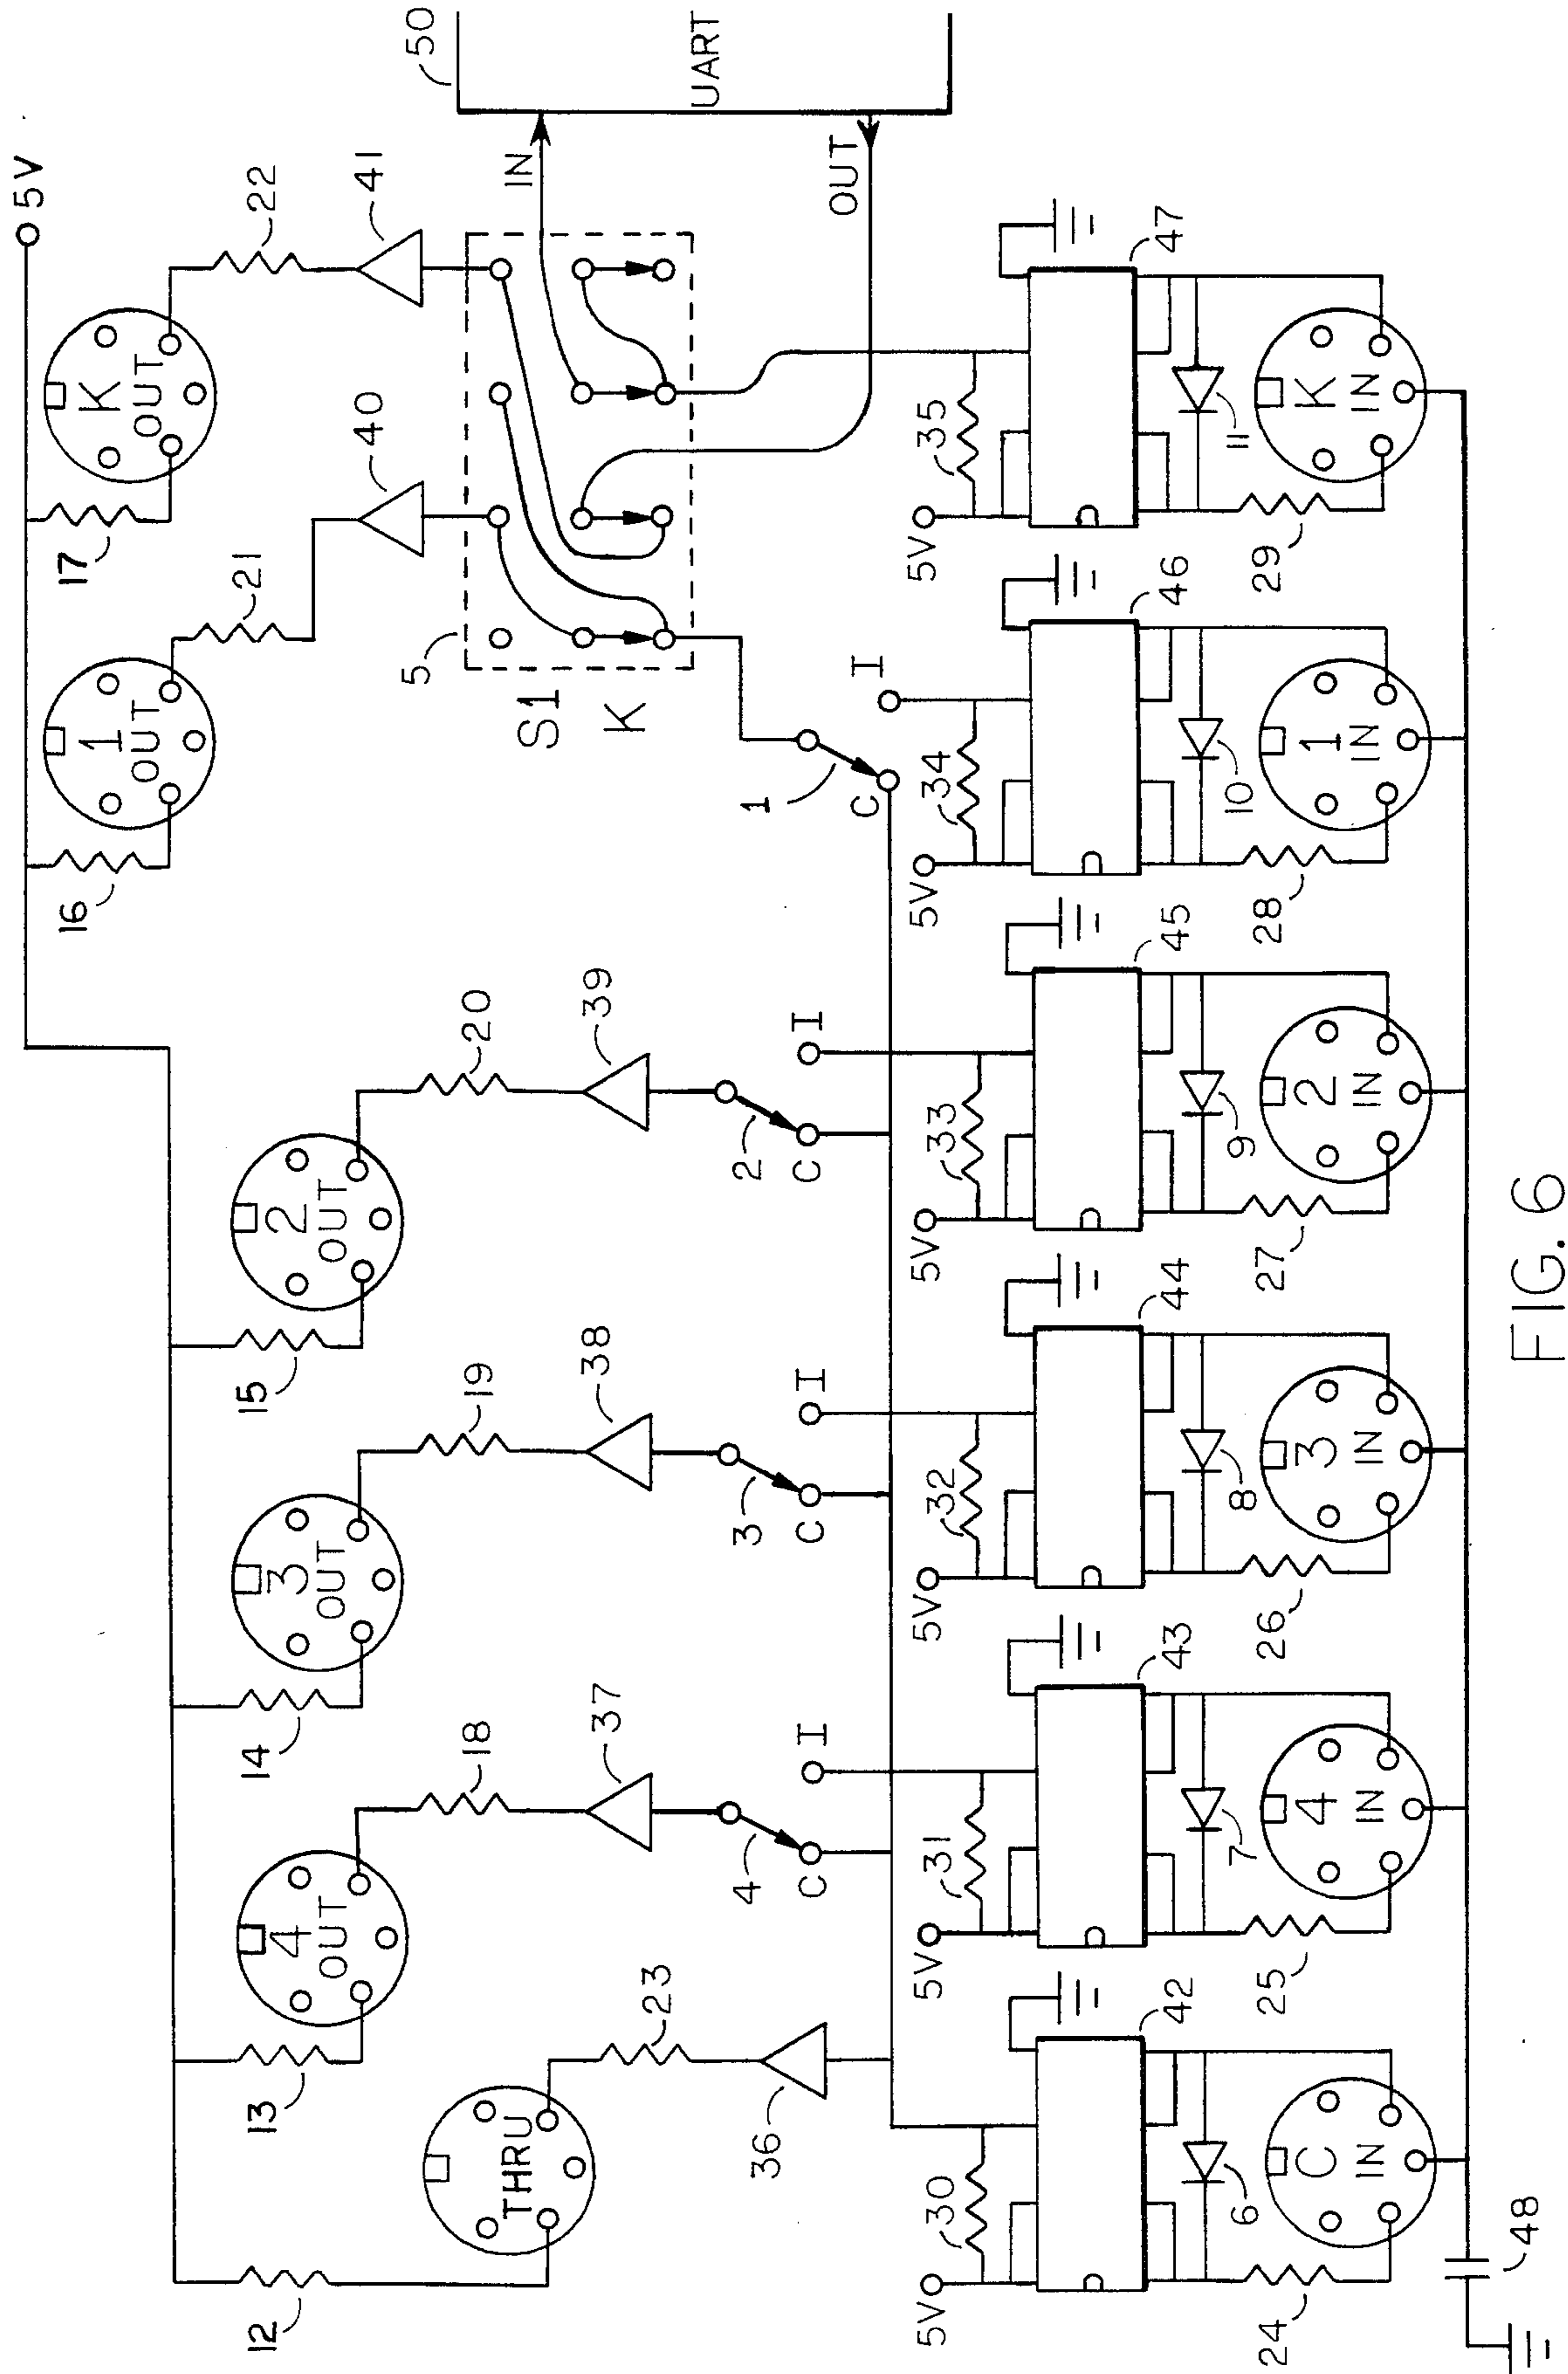 5V
12
13
14
15
16
17
THRU
4
OUT
3
OUT
2
OUT
1
OUT
K
OUT
23
18
19
20
21
22
36
37
38
39
40
41
5
S1
K
IN
OUT
UART
50
4
3
2
1
C
I
C
I
C
I
C
I
5V
5V
5V
5V
5V
5V
30
31
32
33
34
35
42
43
44
45
46
47
6
7
8
9
10
11
24
25
26
27
28
29
C
IN
4
IN
3
IN
2
IN
1
IN
K
IN
48
FIG. 6